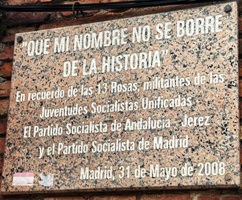 "QUE MI NOMBRE NO SE BORRE
DE LA HISTORIA"
En recuerdo de las 13 Rosas, militantes de las
Juventudes Socialistas Unificadas
El Partido Socialista de Andalucia - Jerez
y el Partido Socialista de Madrid
Madrid, 31 de Mayo de 2008